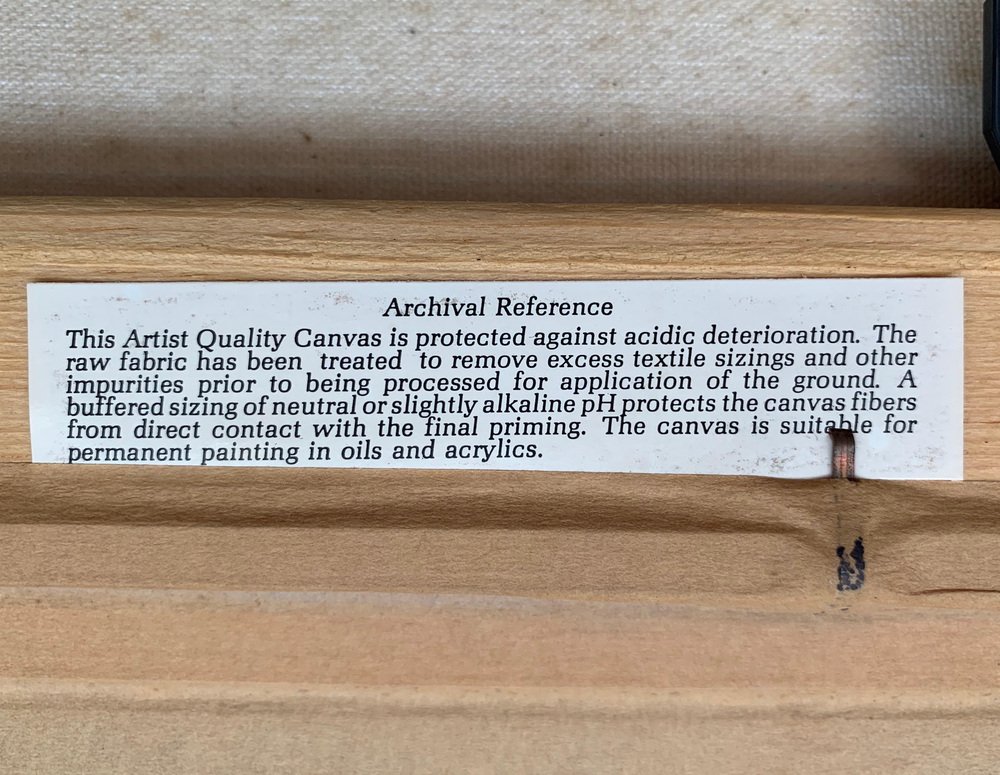 Archival Reference
This Artist Quality Canvas is protected against acidic deterioration. The
raw fabric has been treated to remove excess textile sizings and other
impurities prior to being processed for application of the ground. A
buffered sizing of neutral or slightly alkaline pH protects the canvas fibers
from direct contact with the final priming. The canvas is suitable for
permanent painting in oils and acrylics.